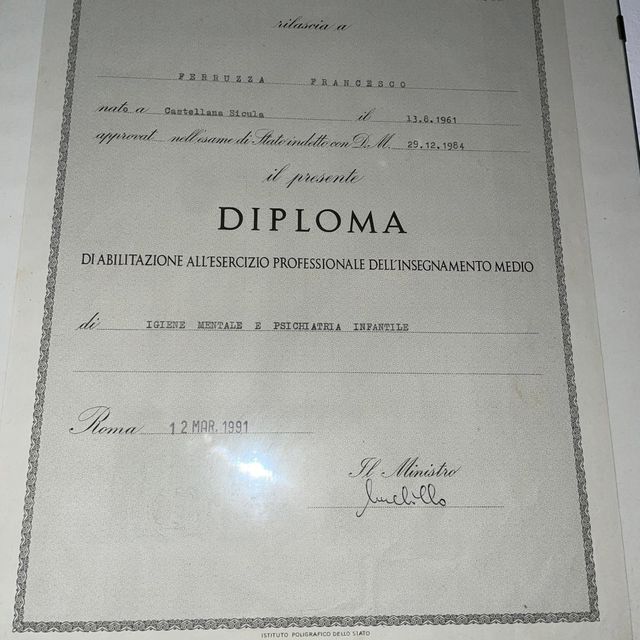 rilascia a
FERRUZZA FRANCESCO
nato a Castellana Sicula il 13.8.1961
approvat nell'esame di Stato indetto con D.M. 29.12.1984
il presente
DIPLOMA
DI ABILITAZIONE ALL'ESERCIZIO PROFESSIONALE DELL'INSEGNAMENTO MEDIO
di IGIENE MENTALE E PSICHIATRIA INFANTILE
Roma 12 MAR. 1991
Il Ministro
ISTITUTO POLIGRAFICO DELLO STATO